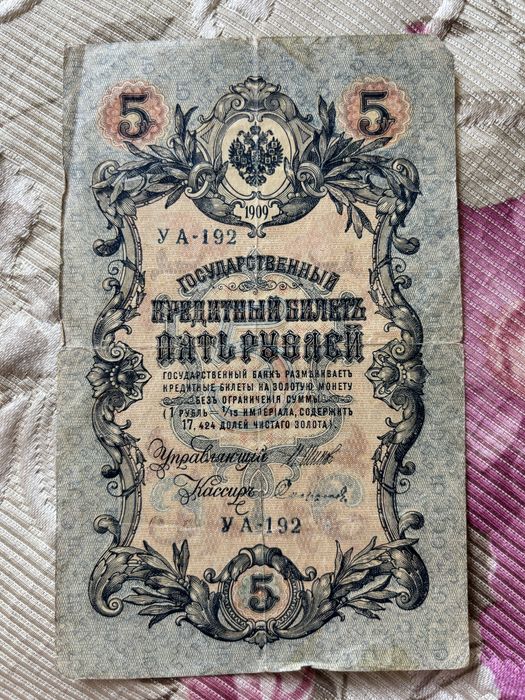 5 5
1909
УА-192
ГОСУДАРСТВЕННЫЙ
КРЕДИТНЫЙ БИЛЕТЪ
ПЯТЬ РУБЛЕЙ
ГОСУДАРСТВЕННЫЙ БАНКЪ РАЗМѢНИВАЕТЪ
КРЕДИТНЫЕ БИЛЕТЫ НА ЗОЛОТУЮ МОНЕТУ
БЕЗЪ ОГРАНИЧЕНІЯ СУММЫ
(1 РУБЛЬ = 1/15 ИМПЕРІАЛА, СОДЕРЖИТЪ
17,424 ДОЛЕЙ ЧИСТАГО ЗОЛОТА).
Управляющій И. Шипов
Кассиръ
УА-192
5